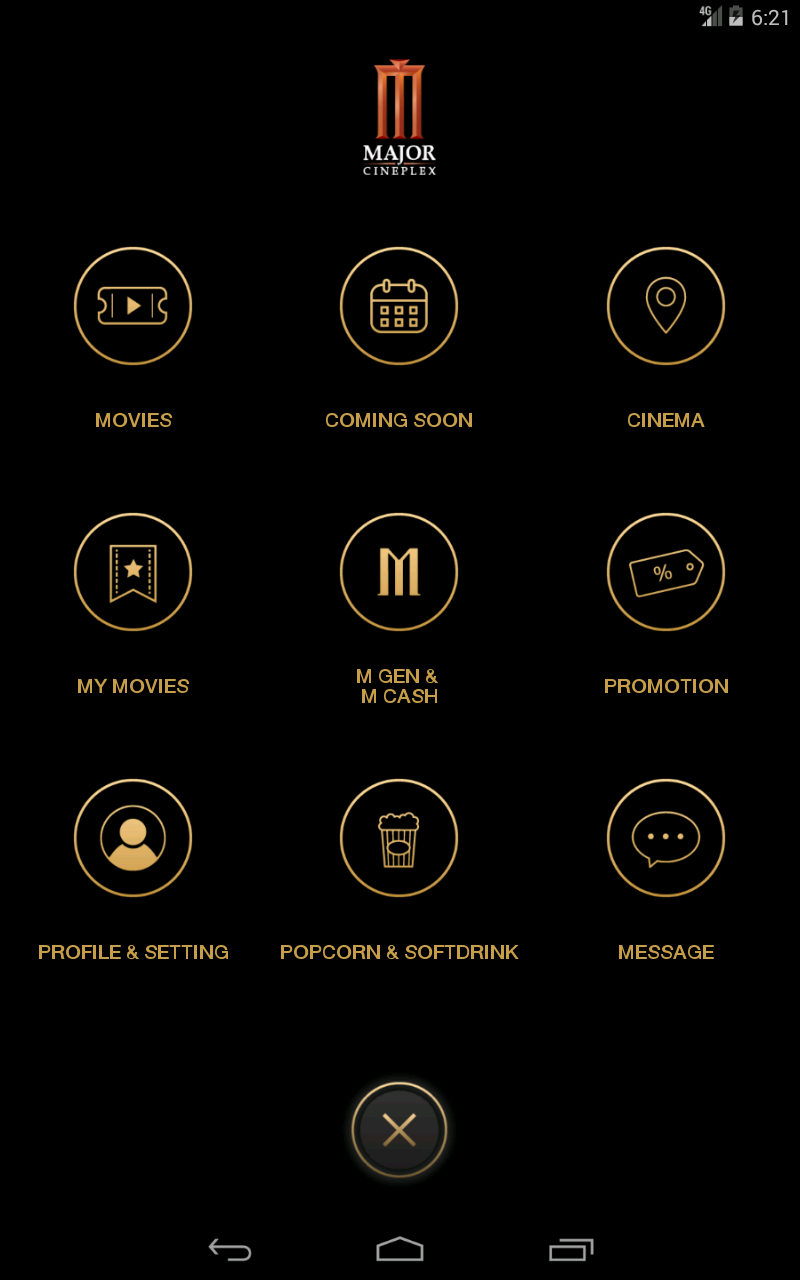 4G 6:21
MAJOR
CINEPLEX
MOVIES COMING SOON CINEMA
%
MY MOVIES M GEN & PROMOTION
M CASH
PROFILE & SETTING POPCORN & SOFTDRINK MESSAGE